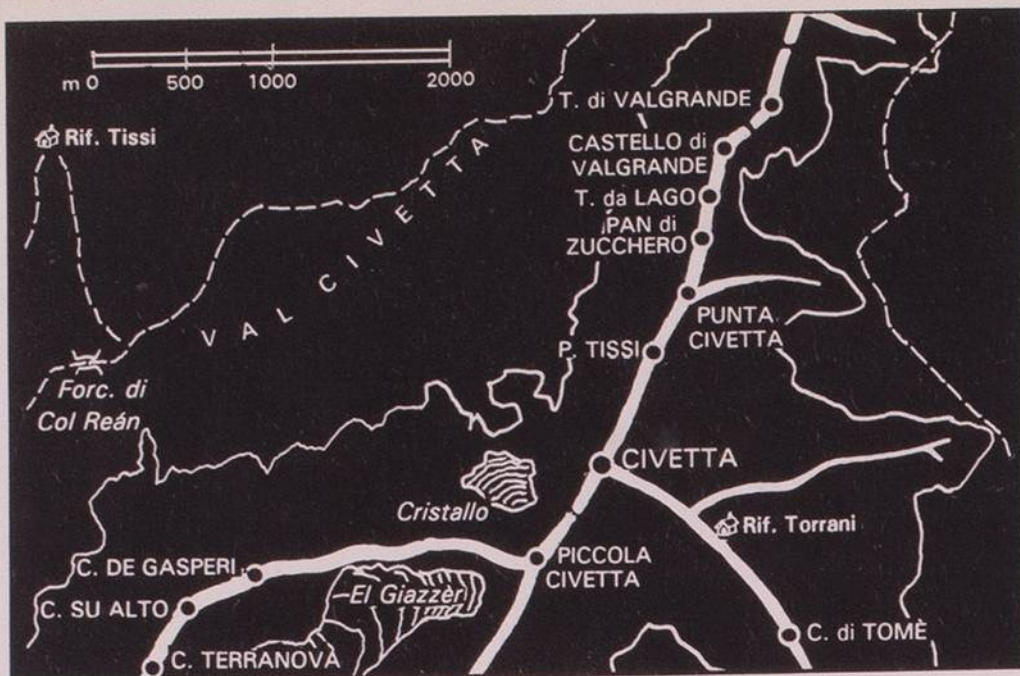 m 0 500 1000 2000
Rif. Tissi
T. di VALGRANDE
CASTELLO di
VALGRANDE
T. da LAGO
PAN di
ZUCCHERO
VAL CIVETTA
PUNTA
CIVETTA
P. TISSI
Forc. di
Col Reán
CIVETTA
Cristallo
Rif. Torrani
PICCOLA
CIVETTA
C. DE GASPERI
El Giazzèr
C. SU ALTO
C. di TOMÈ
C. TERRANOVA